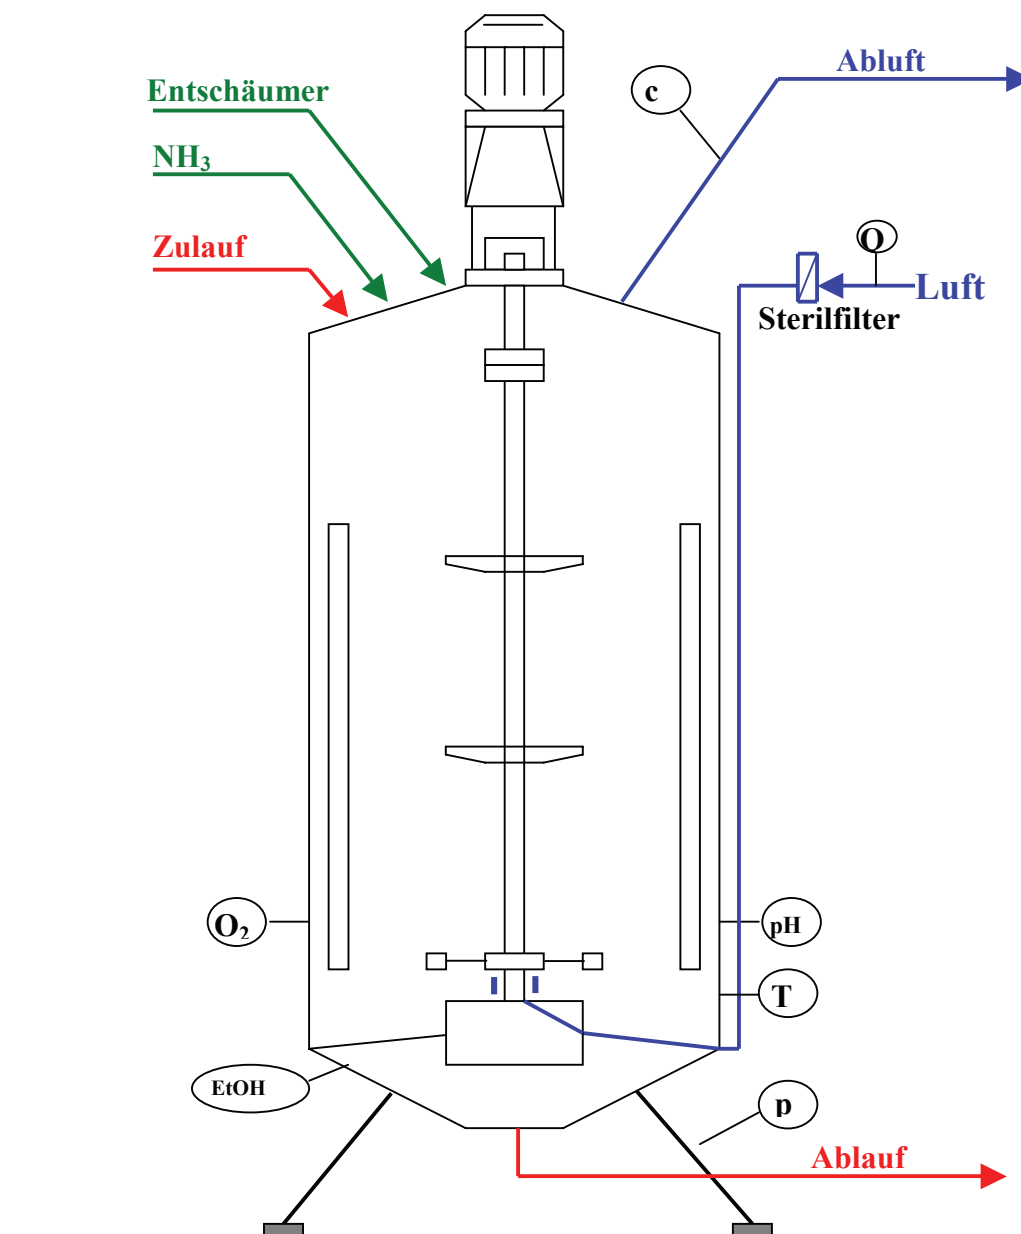 Abluft
Entschäumer
c
NH₃
Zulauf
O
Luft
Sterilfilter
O₂
pH
T
EtOH
p
Ablauf